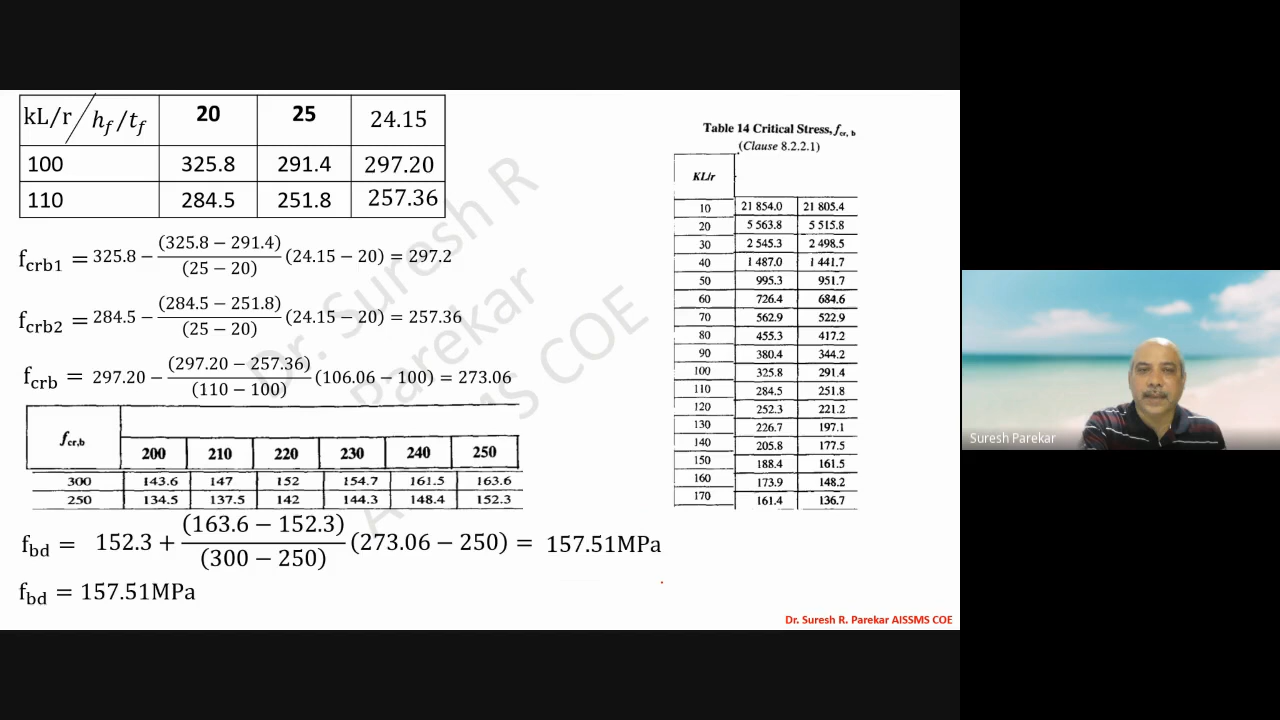 kL/r / h_f/t_f 20 25 24.15
100 325.8 291.4 297.20
110 284.5 251.8 257.36
f_crb1 = 325.8 − (325.8 − 291.4)/(25 − 20) (24.15 − 20) = 297.2
f_crb2 = 284.5 − (284.5 − 251.8)/(25 − 20) (24.15 − 20) = 257.36
f_crb = 297.20 − (297.20 − 257.36)/(110 − 100) (106.06 − 100) = 273.06
f_cr,b
200 210 220 230 240 250
300 143.6 147 152 154.7 161.5 163.6
250 134.5 137.5 142 144.3 148.4 152.3
f_bd = 152.3 + (163.6 − 152.3)/(300 − 250) (273.06 − 250) = 157.51MPa
f_bd = 157.51MPa
Table 14 Critical Stress, f_cr, b
(Clause 8.2.2.1)
KL/r
10 21 854.0 21 805.4
20 5 563.8 5 515.8
30 2 545.3 2 498.5
40 1 487.0 1 441.7
50 995.3 951.7
60 726.4 684.6
70 562.9 522.9
80 455.3 417.2
90 380.4 344.2
100 325.8 291.4
110 284.5 251.8
120 252.3 221.2
130 226.7 197.1
140 205.8 177.5
150 188.4 161.5
160 173.9 148.2
170 161.4 136.7
Dr. Suresh R
Parekar
AISSMS COE
Dr. Suresh R. Parekar AISSMS COE
Suresh Parekar